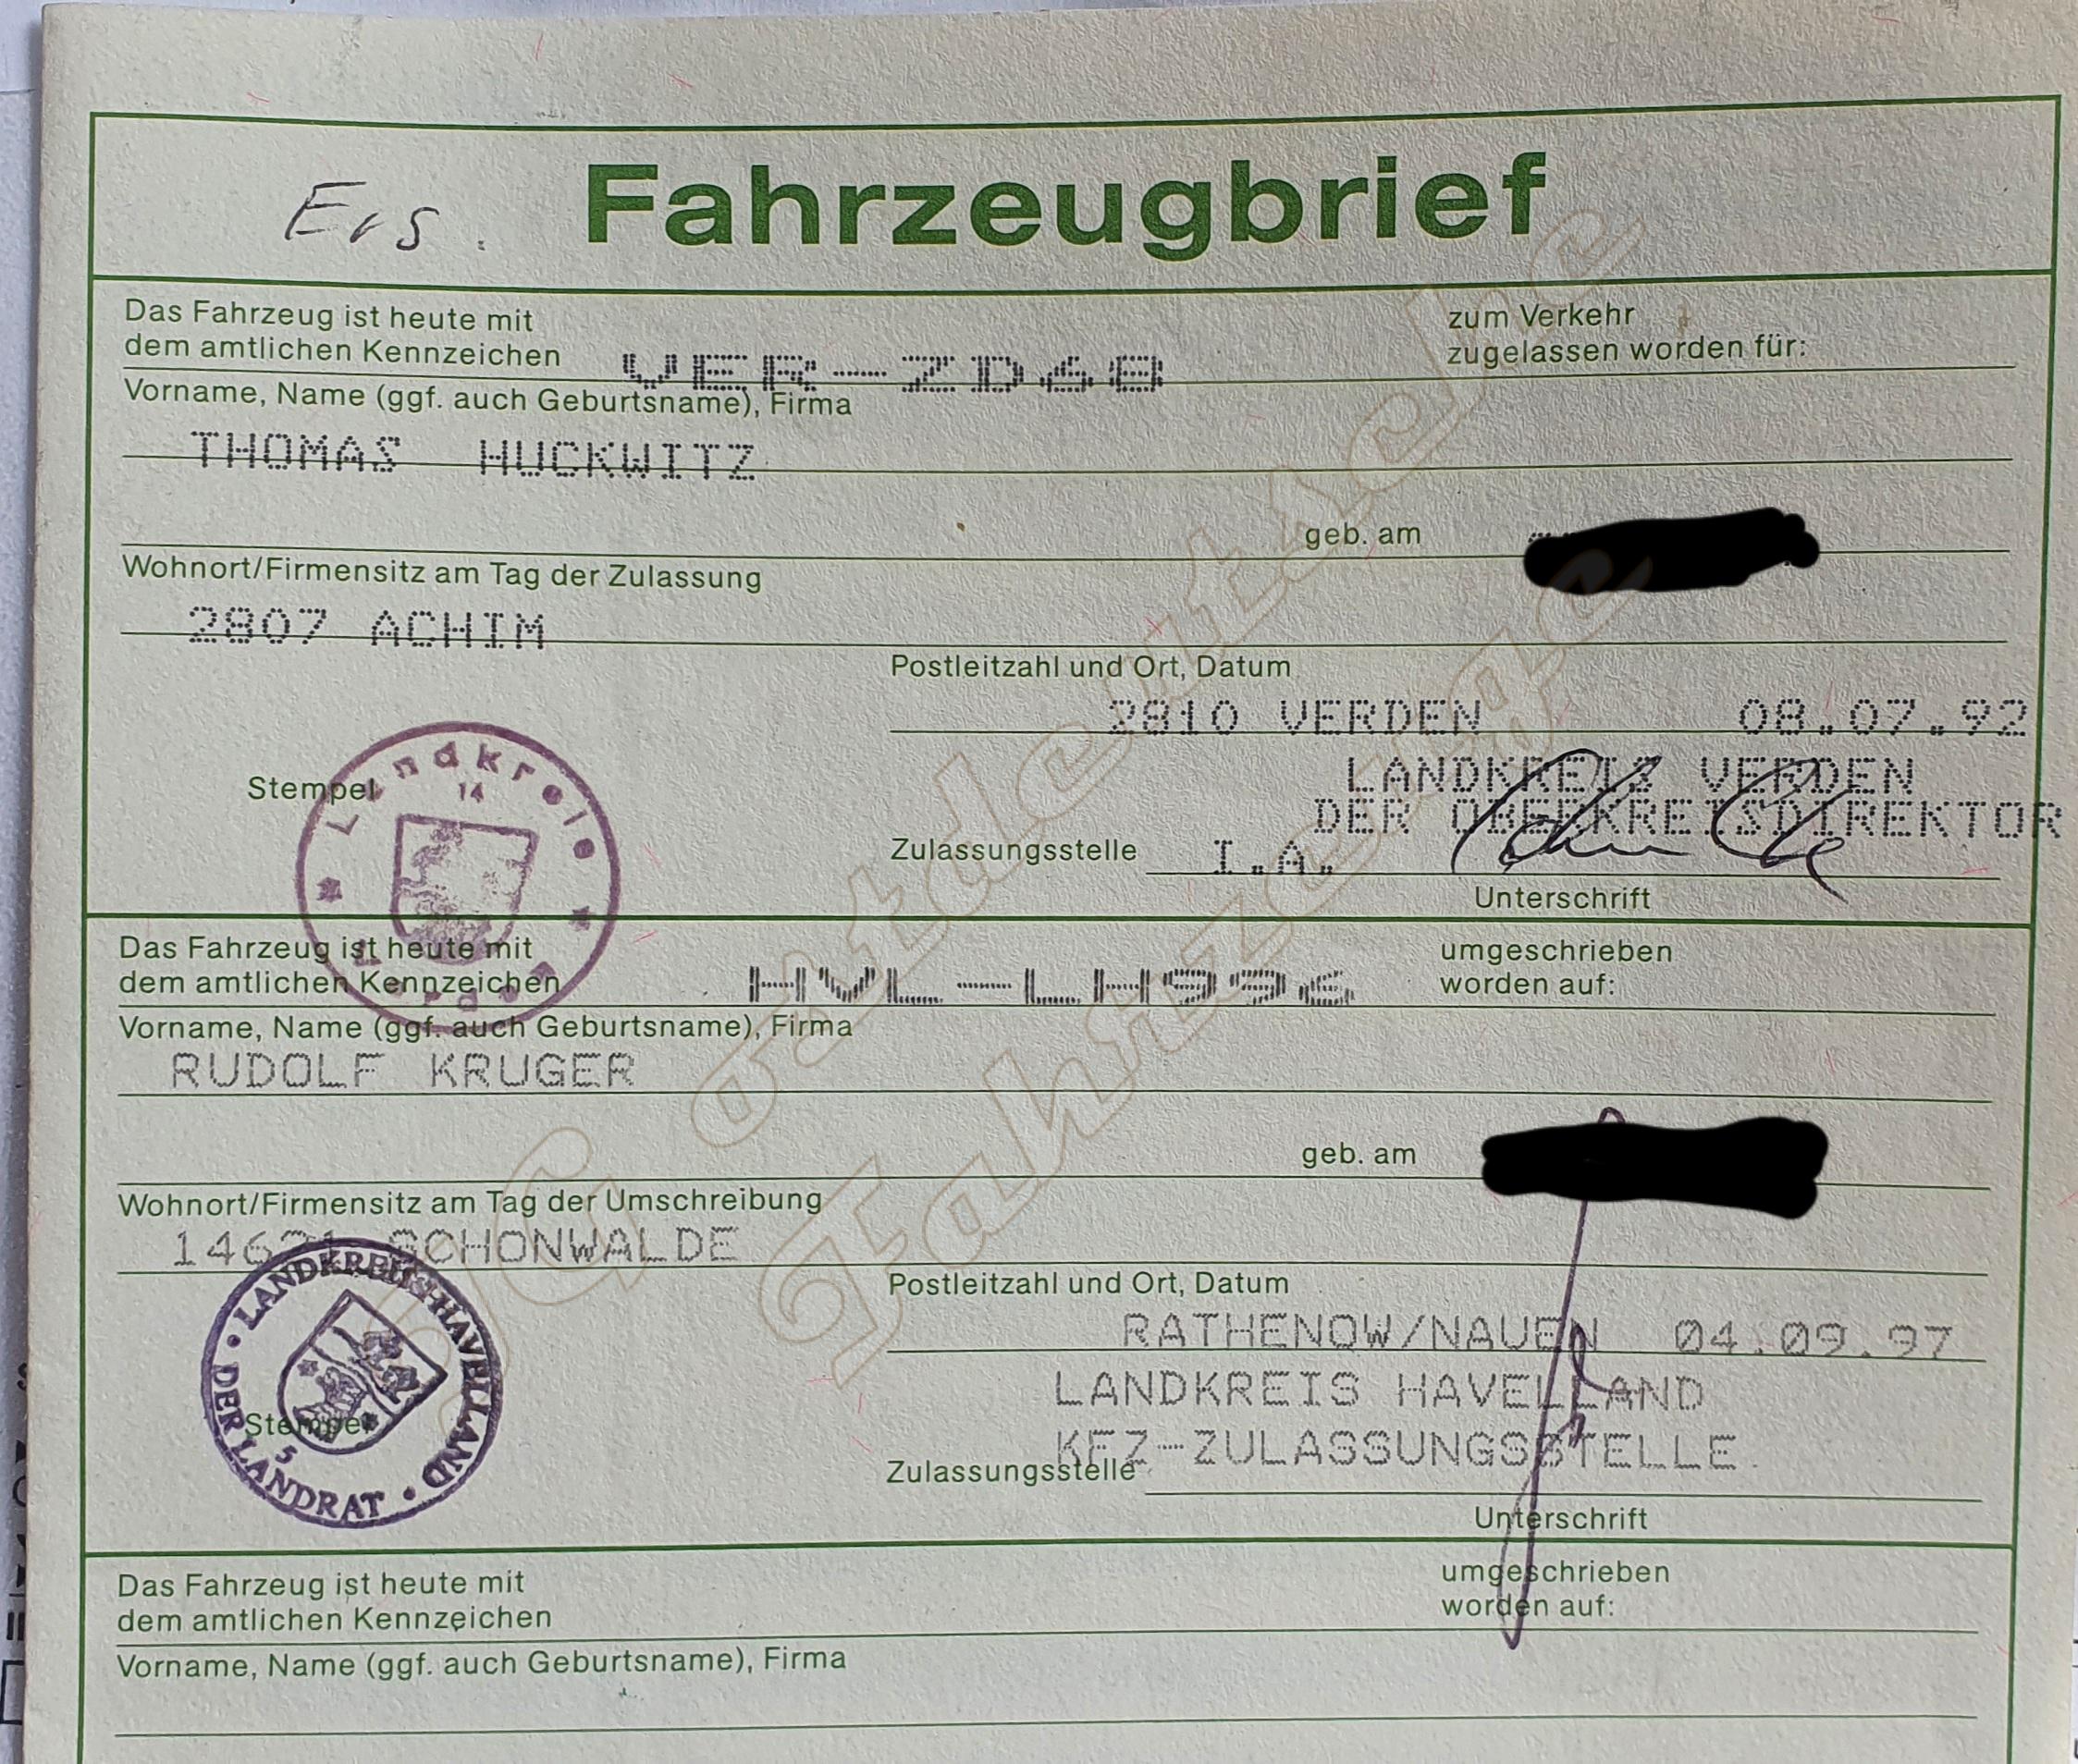 Ers. Fahrzeugbrief
Das Fahrzeug ist heute mit
dem amtlichen Kennzeichen VER-ZD68
zum Verkehr
zugelassen worden für:
Vorname, Name (ggf. auch Geburtsname), Firma
THOMAS HUCKWITZ
geb. am
Wohnort/Firmensitz am Tag der Zulassung
2807 ACHIM
Postleitzahl und Ort, Datum
2810 VERDEN 08.07.92
LANDKREIS VERDEN
DER OBERKREISDIREKTOR
Stempel
Landkreis
14
Verden
Zulassungsstelle I.A.
Unterschrift
Das Fahrzeug ist heute mit
dem amtlichen Kennzeichen HVL-LH996
umgeschrieben
worden auf:
Vorname, Name (ggf. auch Geburtsname), Firma
RUDOLF KRUGER
geb. am
Wohnort/Firmensitz am Tag der Umschreibung
14621 SCHONWALDE
Postleitzahl und Ort, Datum
RATHENOW/NAUEN 04.09.97
LANDKREIS HAVELLAND
KFZ-ZULASSUNGSSTELLE
Stempel
LANDKREIS HAVELLAND
DER LANDRAT
5
Zulassungsstelle
Unterschrift
Das Fahrzeug ist heute mit
dem amtlichen Kennzeichen
umgeschrieben
worden auf:
Vorname, Name (ggf. auch Geburtsname), Firma
IG ostdeutsche
Fahrzeuge